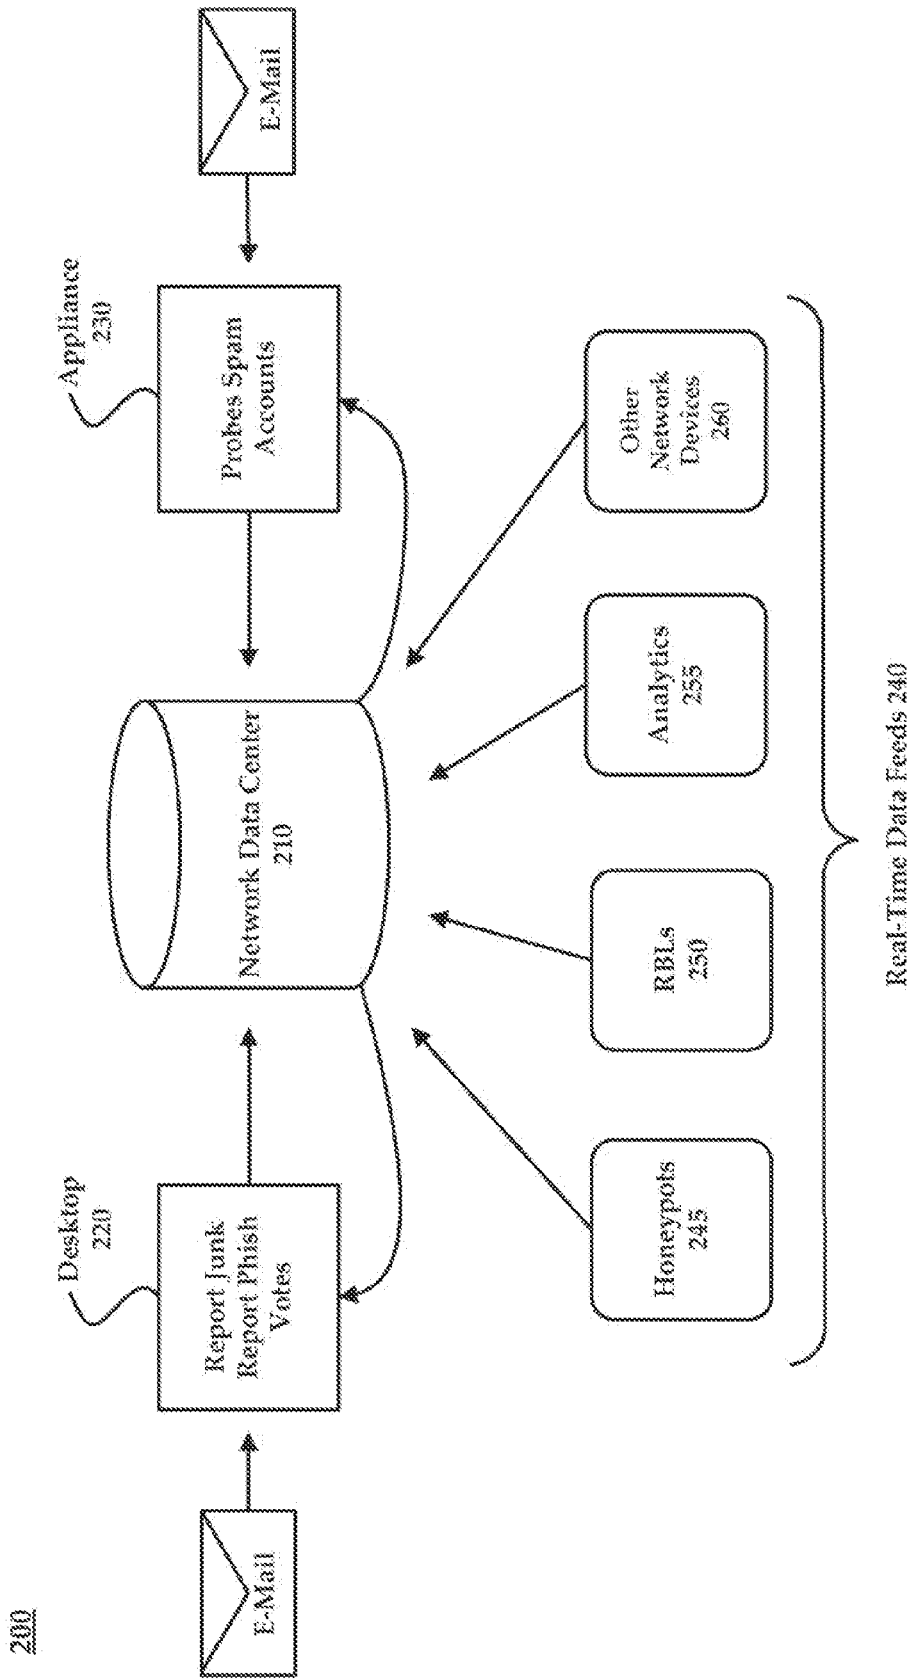 200
Desktop
220
Appliance
230
E-Mail
Report Junk
Report Phish
Votes
Network Data Center
210
Probes Spam
Accounts
E-Mail
Honeypots
245
RBLs
250
Analytics
255
Other
Network
Devices
260
Real-Time Data Feeds 240